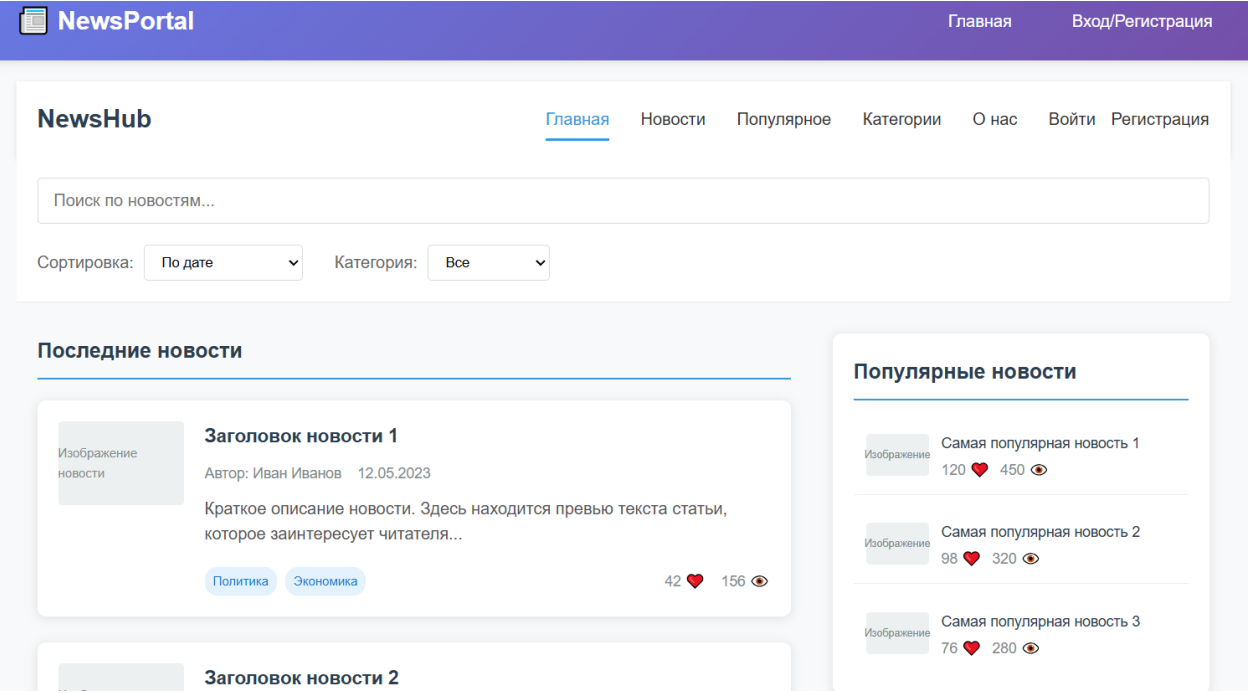 NewsPortal
Главная
Вход/Регистрация
NewsHub
Главная
Новости
Популярное
Категории
О нас
Войти
Регистрация
Поиск по новостям...
Сортировка:
По дате
Категория:
Все
Последние новости
Изображение
новости
Заголовок новости 1
Автор: Иван Иванов 12.05.2023
Краткое описание новости. Здесь находится превью текста статьи,
которое заинтересует читателя...
Политика
Экономика
42
156
Заголовок новости 2
Популярные новости
Изображение
Самая популярная новость 1
120
450
Изображение
Самая популярная новость 2
98
320
Изображение
Самая популярная новость 3
76
280